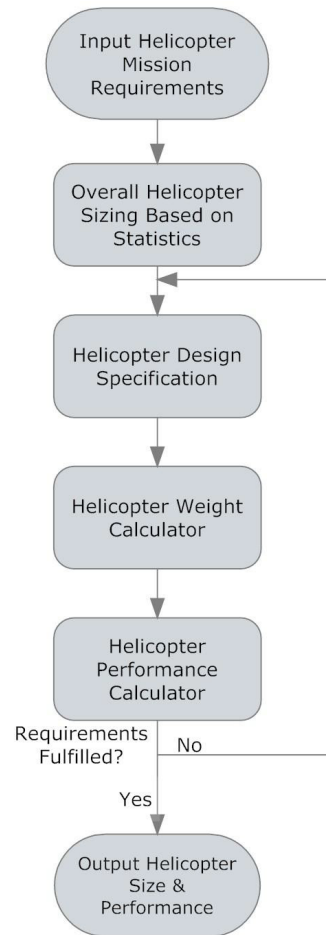 Input Helicopter
Mission
Requirements
Overall Helicopter
Sizing Based on
Statistics
Helicopter Design
Specification
Helicopter Weight
Calculator
Helicopter
Performance
Calculator
Requirements
Fulfilled?
No
Yes
Output Helicopter
Size &
Performance